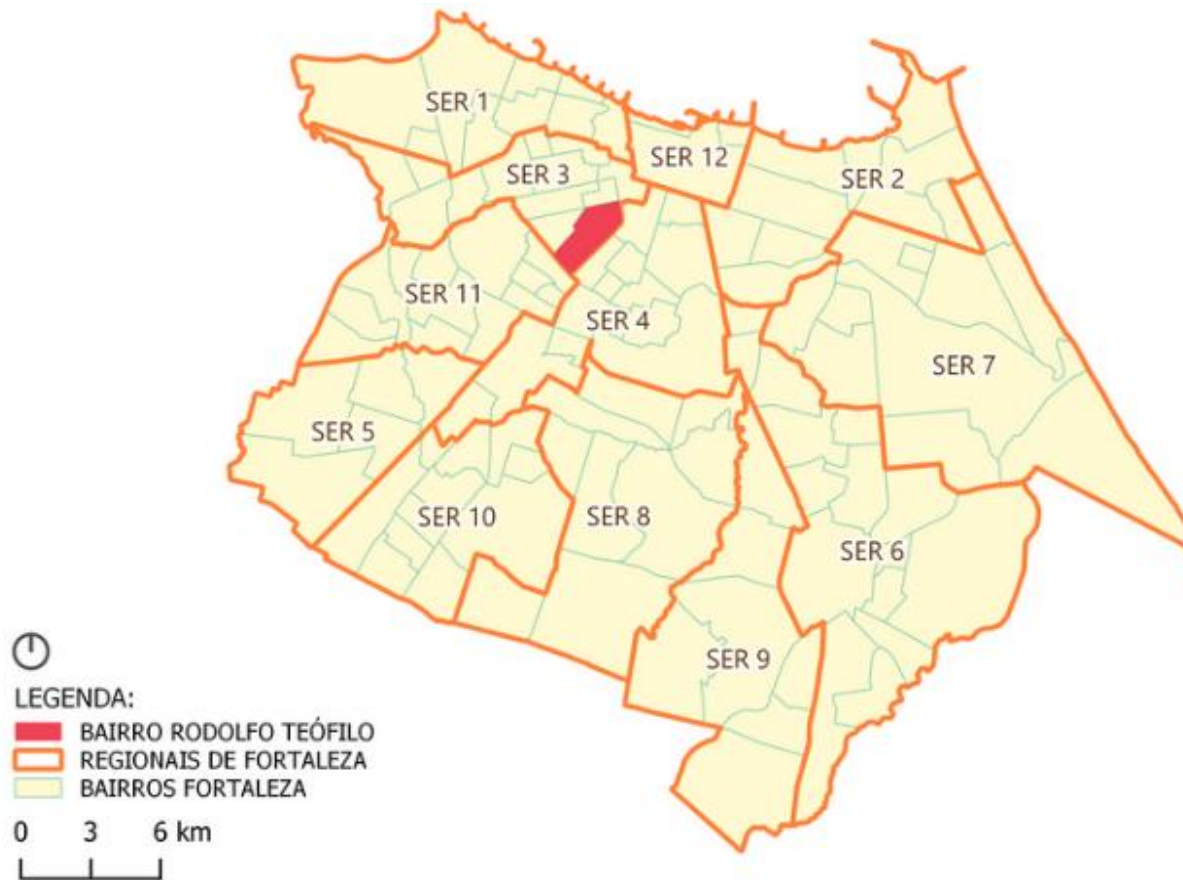 SER 1
SER 12
SER 3
SER 2
SER 11
SER 4
SER 7
SER 5
SER 10
SER 8
SER 6
SER 9
LEGENDA:
BAIRRO RODOLFO TEÓFILO
REGIONAIS DE FORTALEZA
BAIRROS FORTALEZA
0 3 6 km